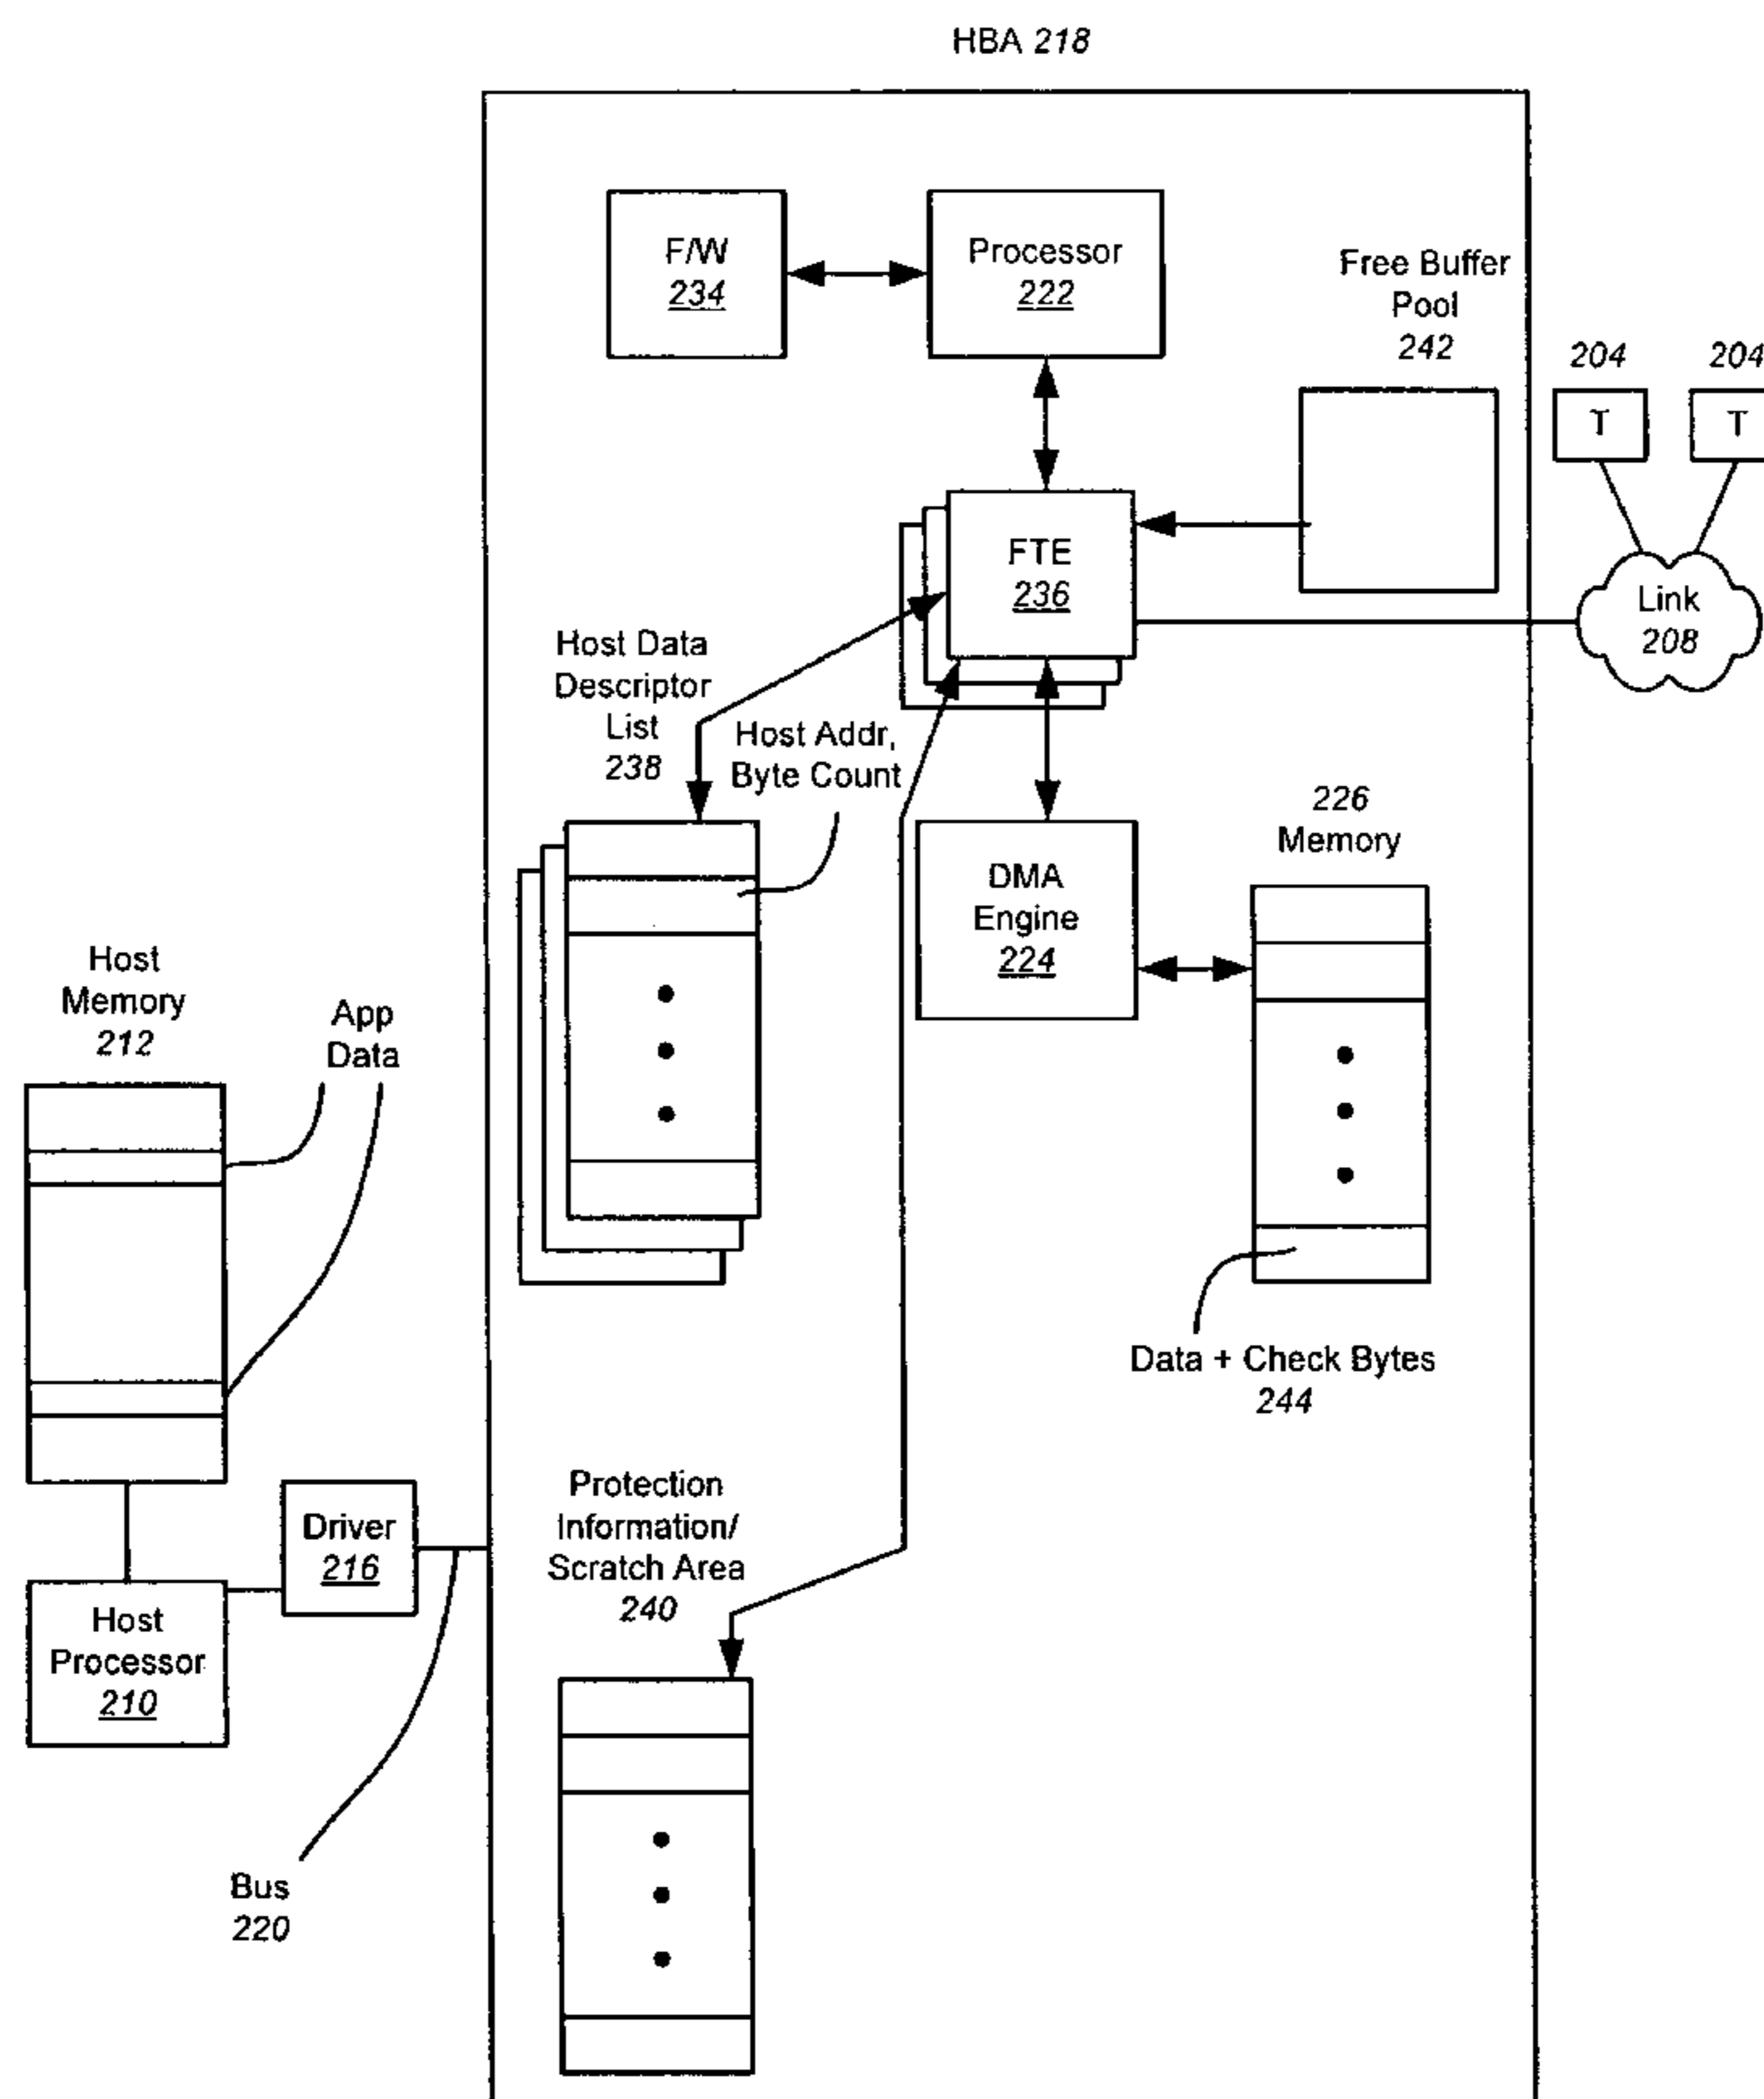 HBA 218
F/W
234
Processor
222
Free Buffer
Pool
242
204
204
T
T
FTE
236
Link
208
Host Data
Descriptor
List
238
Host Addr,
Byte Count
226
Memory
DMA
Engine
224
Host
Memory
212
App
Data
Data + Check Bytes
244
Protection
Information/
Scratch Area
240
Driver
216
Host
Processor
210
Bus
220